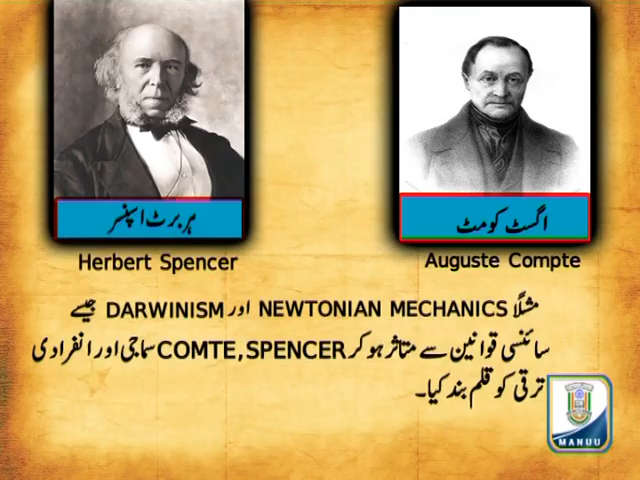 ہربرٹ اسپنسر
اگسٹ کومٹ
Herbert Spencer
Auguste Compte
مثلاً NEWTONIAN MECHANICS اور DARWINISM جیسے
سائنسی قوانین سے متاثر ہو کر COMTE, SPENCER سماجی اور انفرادی
ترقی کو قلم بند کیا۔
MANUU